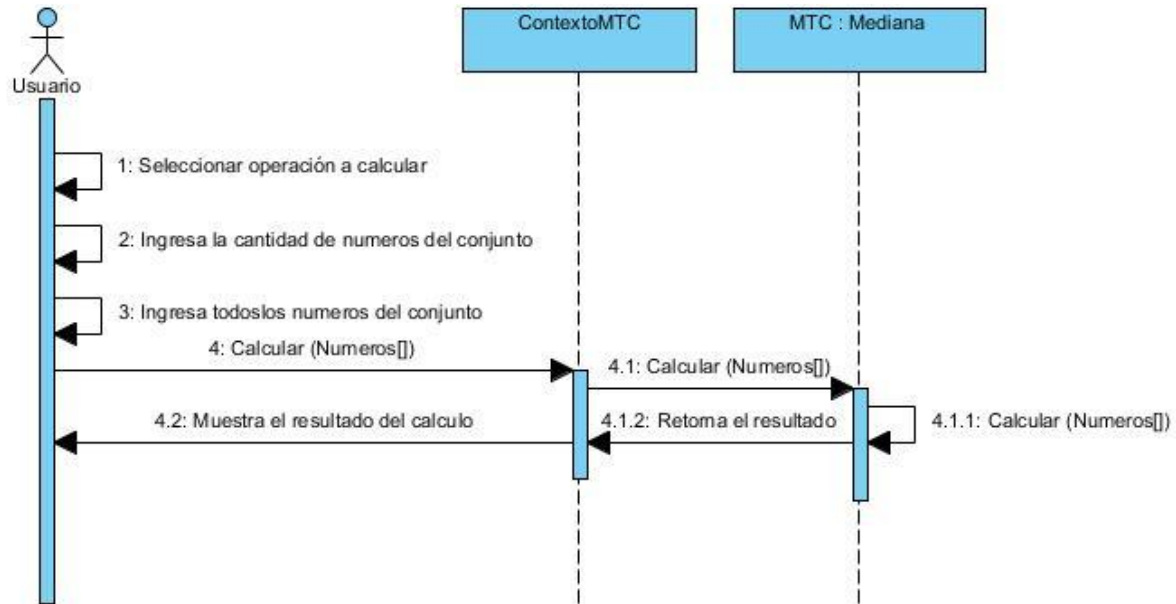 ContextoMTC
MTC : Mediana
Usuario
1: Seleccionar operación a calcular
2: Ingresa la cantidad de numeros del conjunto
3: Ingresa todoslos numeros del conjunto
4: Calcular (Numeros[])
4.1: Calcular (Numeros[])
4.2: Muestra el resultado del calculo
4.1.2: Retorna el resultado
4.1.1: Calcular (Numeros[])